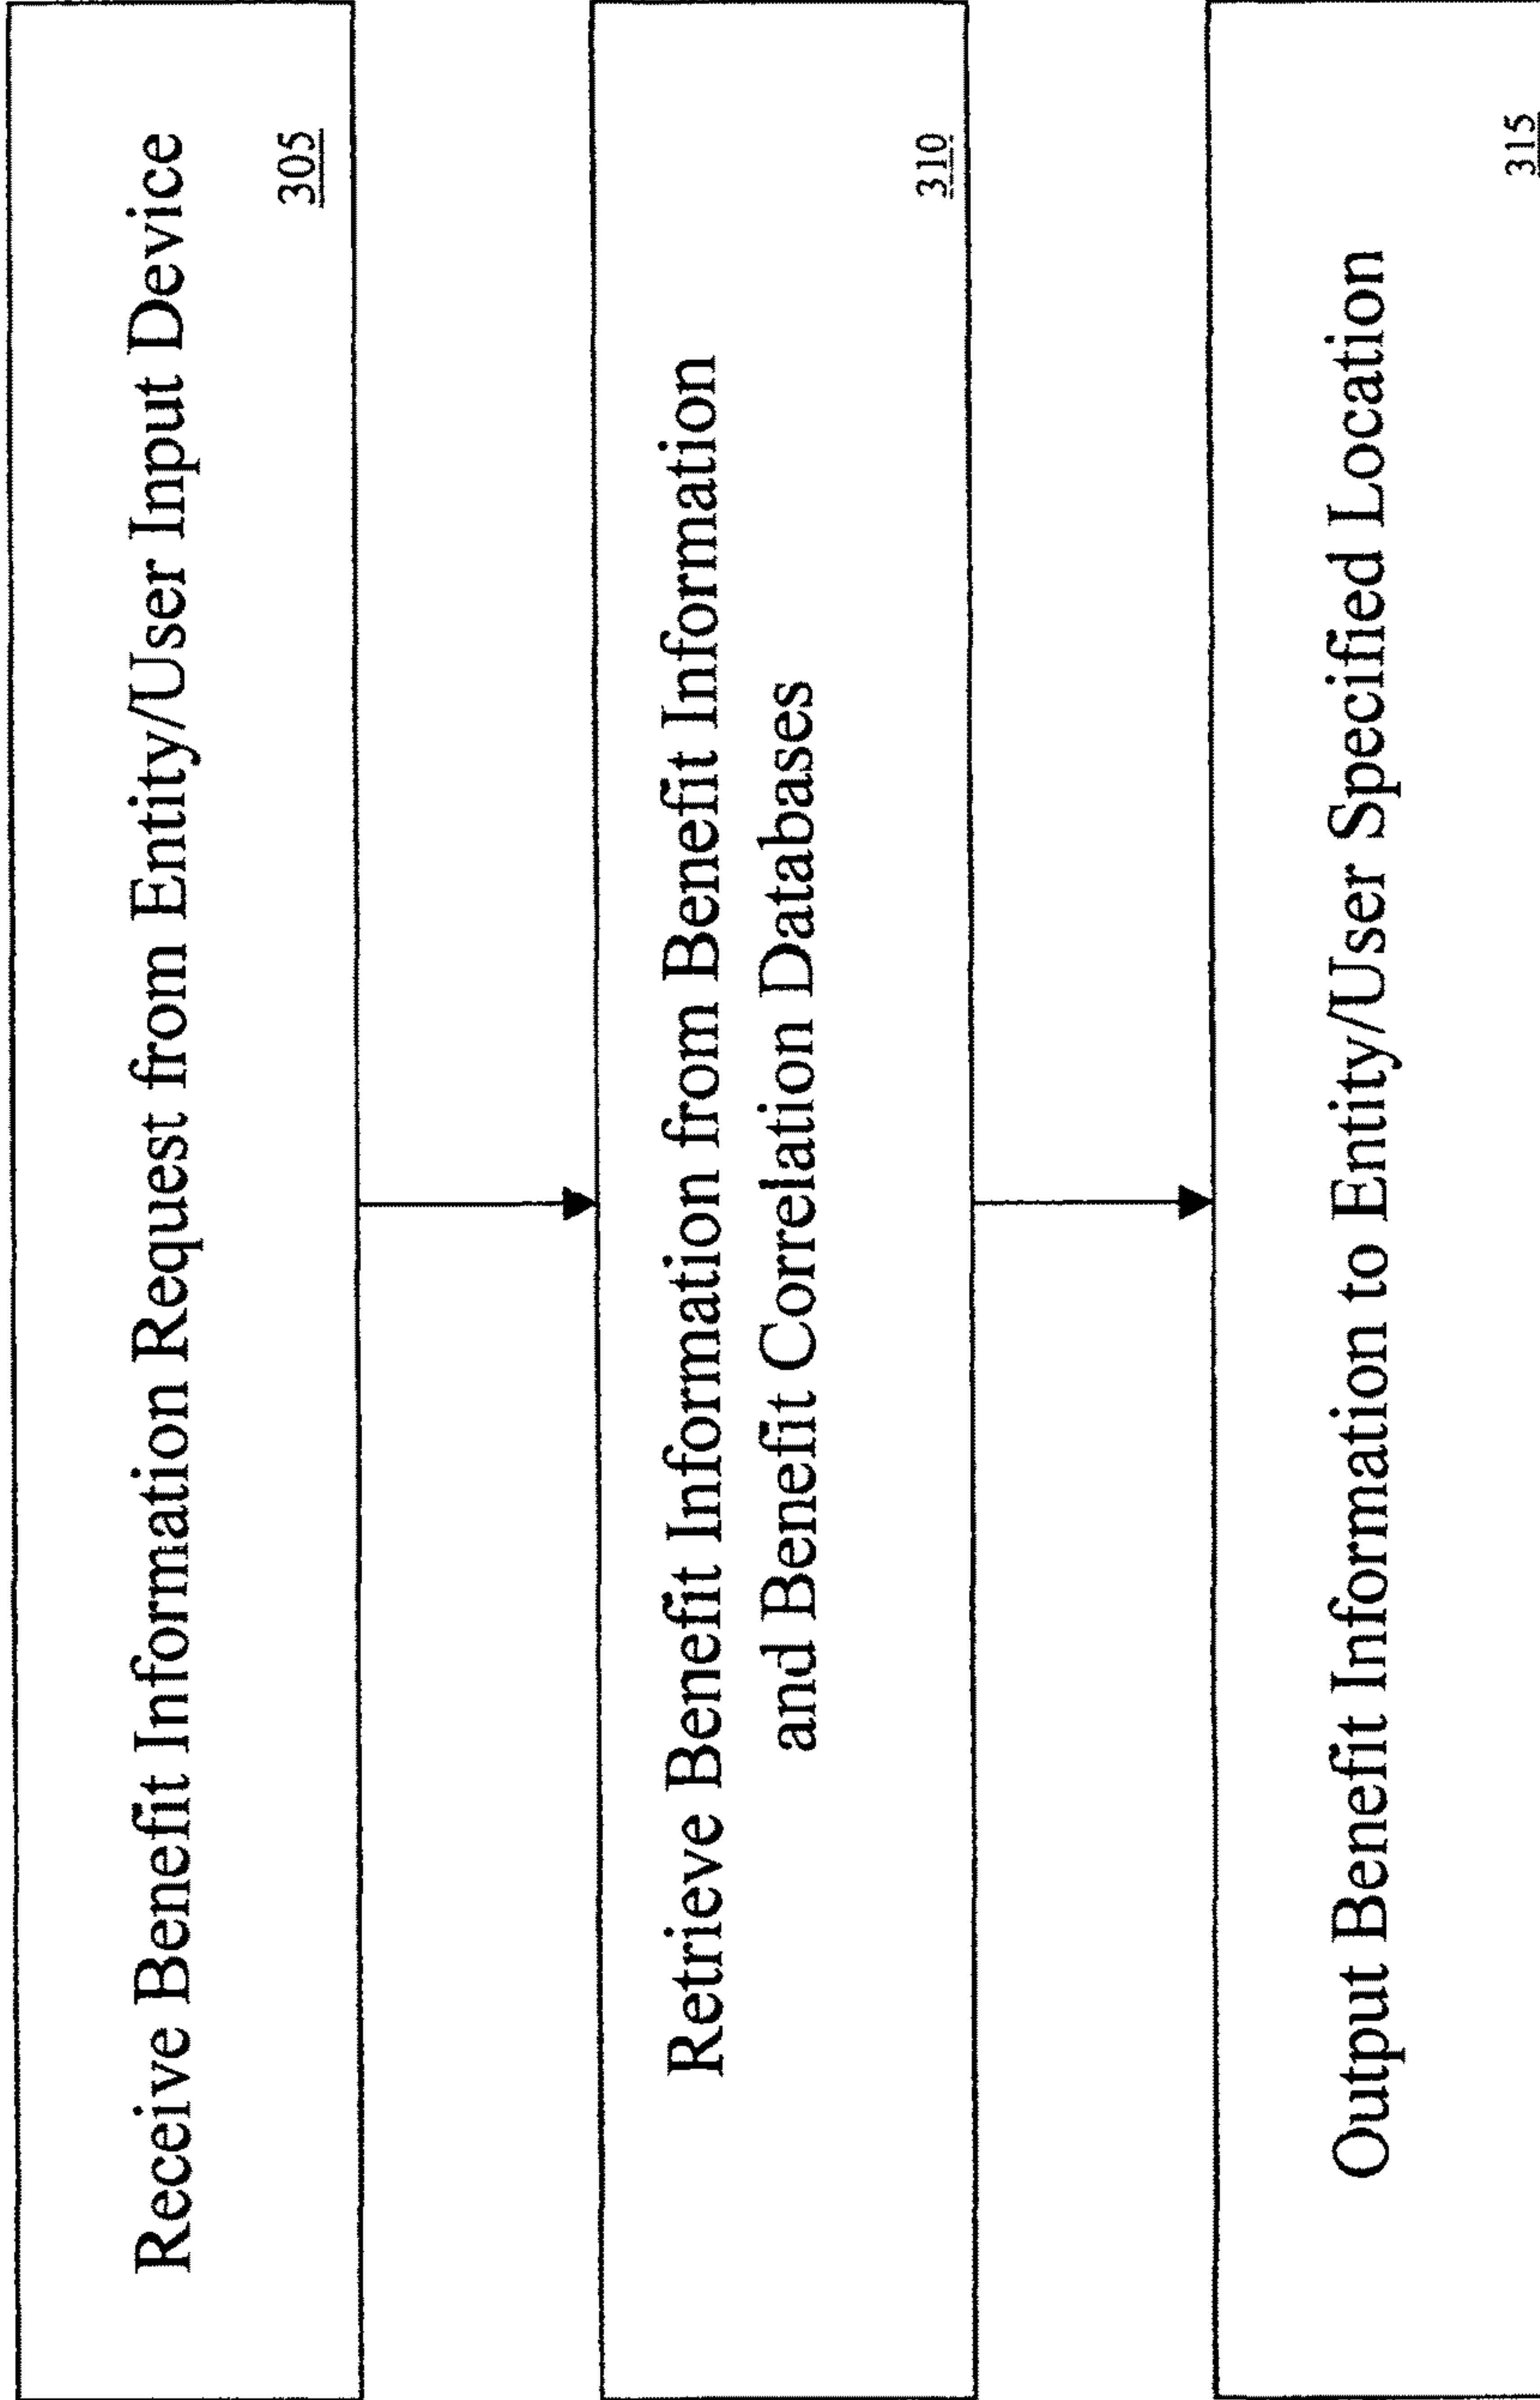 Receive Benefit Information Request from Entity/User Input Device
305
Retrieve Benefit Information from Benefit Information
and Benefit Correlation Databases
310
Output Benefit Information to Entity/User Specified Location
315